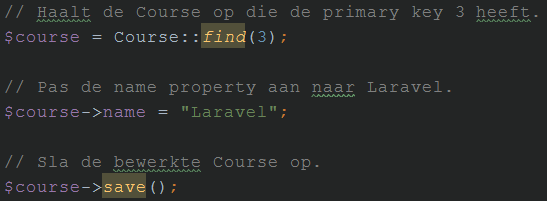 // Haalt de Course op die de primary key 3 heeft.
$course = Course::find(3);
// Pas de name property aan naar Laravel.
$course->name = "Laravel";
// Sla de bewerkte Course op.
$course->save();